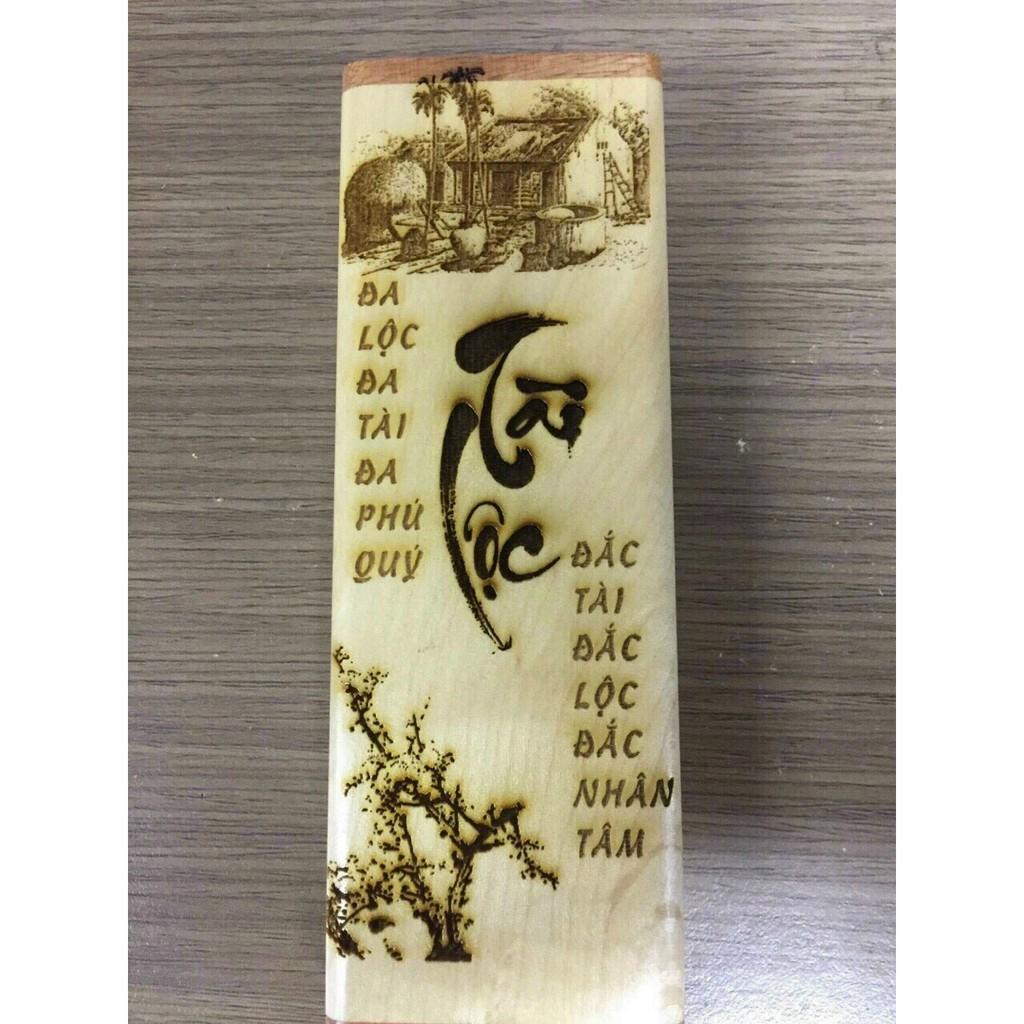 ĐA
LỘC
ĐA
TÀI
ĐA
PHÚ
QUÝ
Tài
Lộc
ĐẮC
TÀI
ĐẮC
LỘC
ĐẮC
NHÂN
TÂM